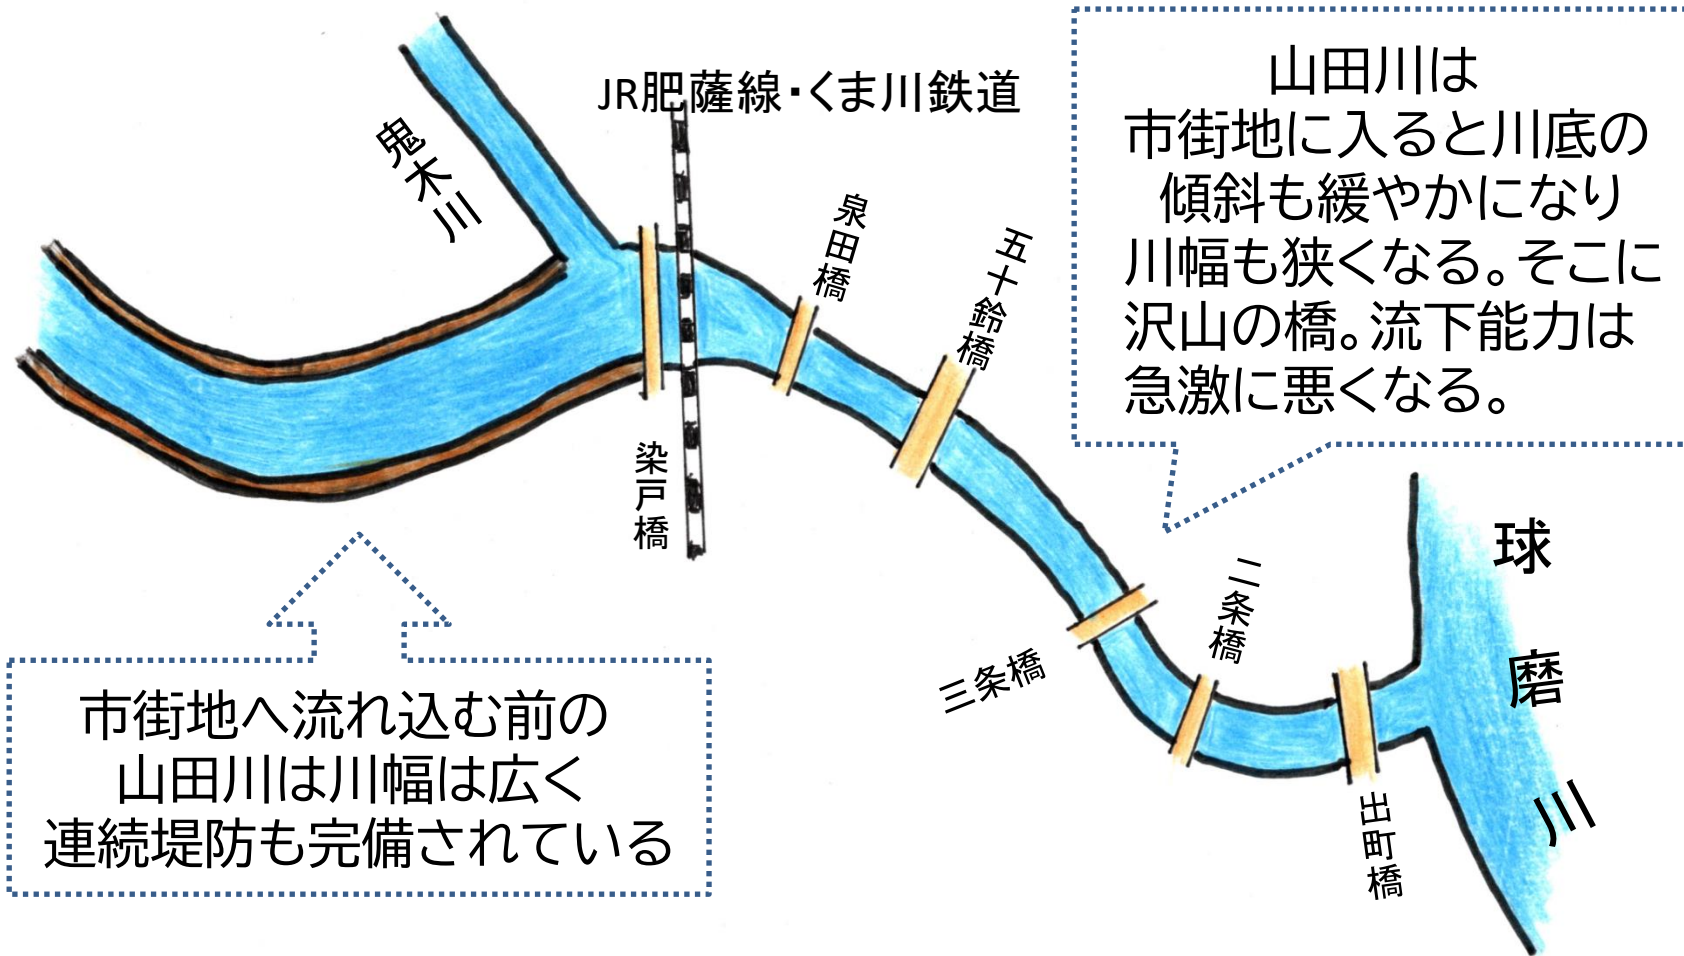 JR肥薩線・くま川鉄道
鬼木川
泉田橋
五十鈴橋
山田川は
市街地に入ると川底の
傾斜も緩やかになり
川幅も狭くなる。そこに
沢山の橋。流下能力は
急激に悪くなる。
染戸橋
球磨川
二条橋
三条橋
出町橋
市街地へ流れ込む前の
山田川は川幅は広く
連続堤防も完備されている